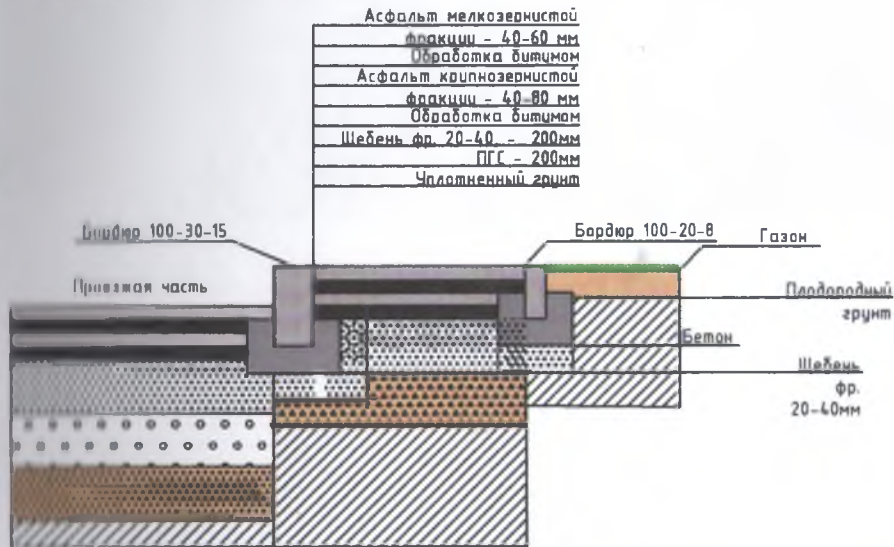 Асфальт мелкозернистой
фракции - 40-60 мм
Обработка битумом
Асфальт крупнозернистой
фракции - 40-80 мм
Обработка битумом
Щебень фр. 20-40, - 200мм
ПГС - 200мм
Уплотненный грунт
Бордюр 100-30-15
Бордюр 100-20-8
Газон
Проезжая часть
Плодородный
грунт
Бетон
Щебень
фр.
20-40мм